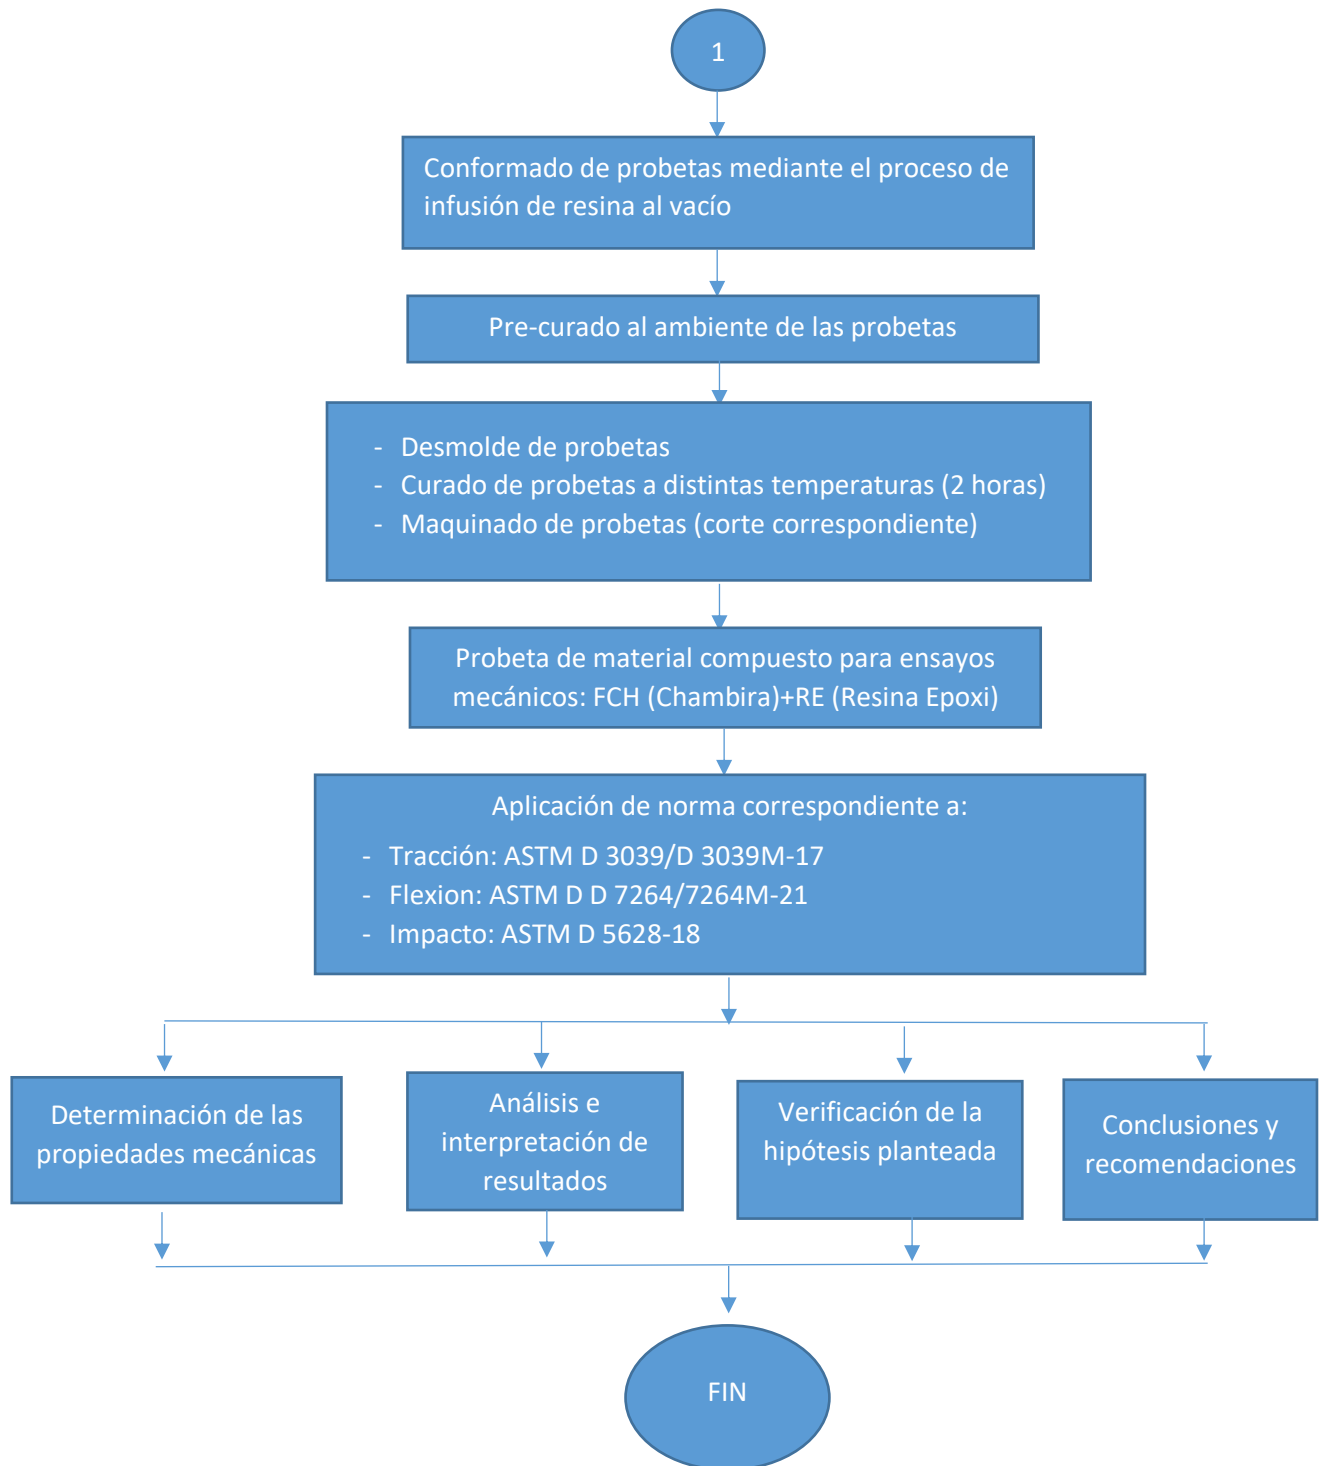 1
Conformado de probetas mediante el proceso de
infusión de resina al vacío
Pre-curado al ambiente de las probetas
- Desmolde de probetas
- Curado de probetas a distintas temperaturas (2 horas)
- Maquinado de probetas (corte correspondiente)
Probeta de material compuesto para ensayos
mecánicos: FCH (Chambira)+RE (Resina Epoxi)
Aplicación de norma correspondiente a:
- Tracción: ASTM D 3039/D 3039M-17
- Flexion: ASTM D D 7264/7264M-21
- Impacto: ASTM D 5628-18
Determinación de las
propiedades mecánicas
Análisis e
interpretación de
resultados
Verificación de la
hipótesis planteada
Conclusiones y
recomendaciones
FIN